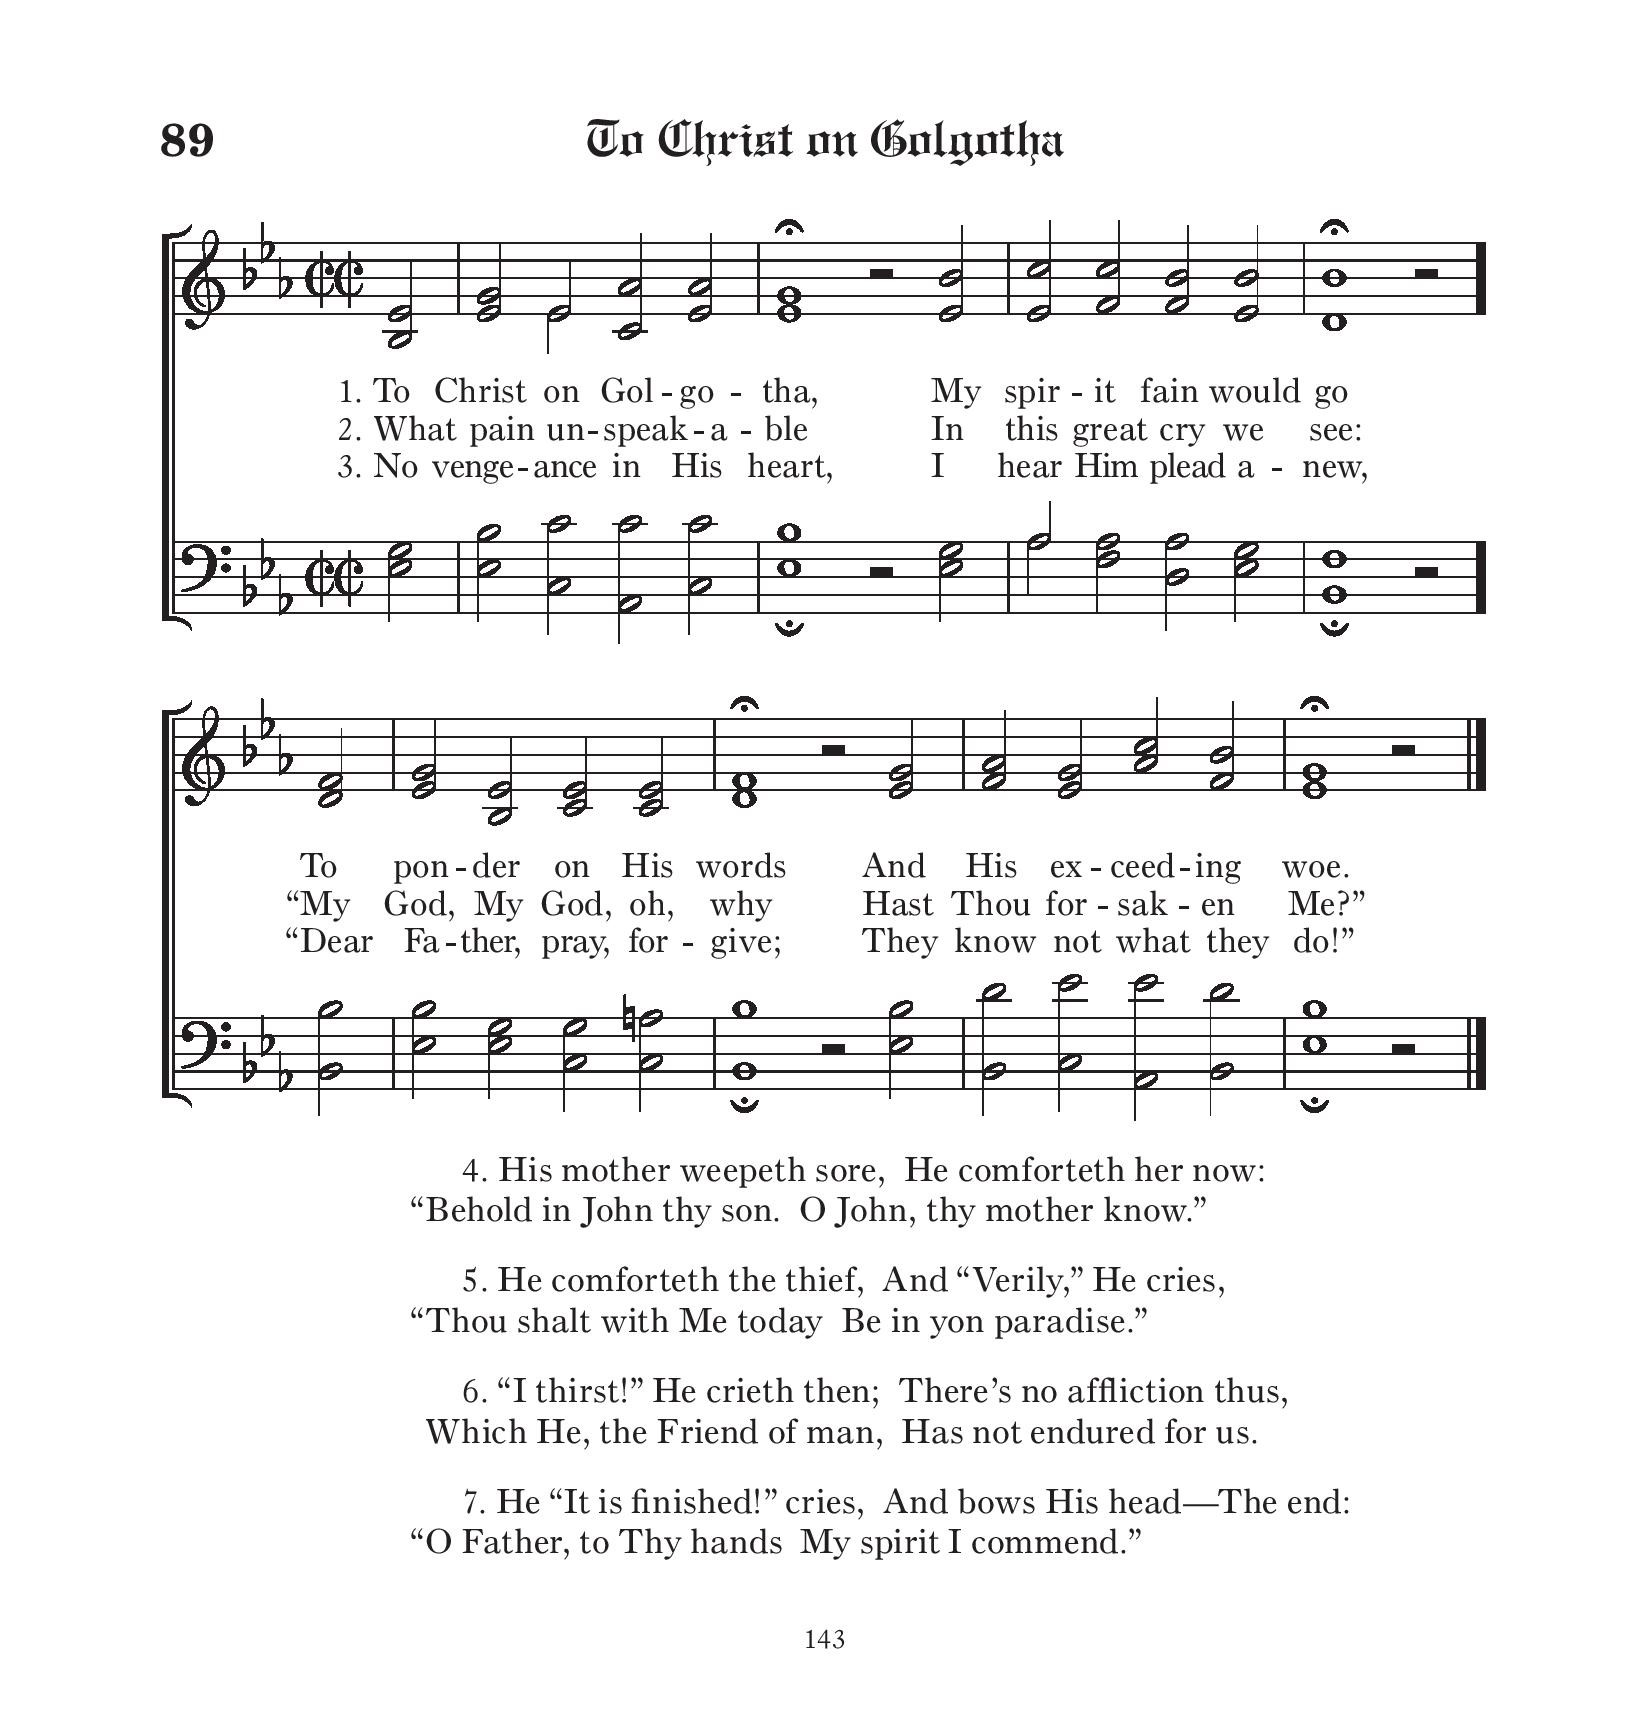 89 To Christ on Golgotha
1. To Christ on Gol - go - tha, My spir - it fain would go
2. What pain un - speak - a - ble In this great cry we see:
3. No venge - ance in His heart, I hear Him plead a - new,
To pon - der on His words And His ex - ceed - ing woe.
“My God, My God, oh, why Hast Thou for - sak - en Me?”
“Dear Fa - ther, pray, for - give; They know not what they do!”
4. His mother weepeth sore, He comforteth her now:
“Behold in John thy son. O John, thy mother know.”
5. He comforteth the thief, And “Verily,” He cries,
“Thou shalt with Me today Be in yon paradise.”
6. “I thirst!” He crieth then; There’s no affliction thus,
Which He, the Friend of man, Has not endured for us.
7. He “It is finished!” cries, And bows His head—The end:
“O Father, to Thy hands My spirit I commend.”
143